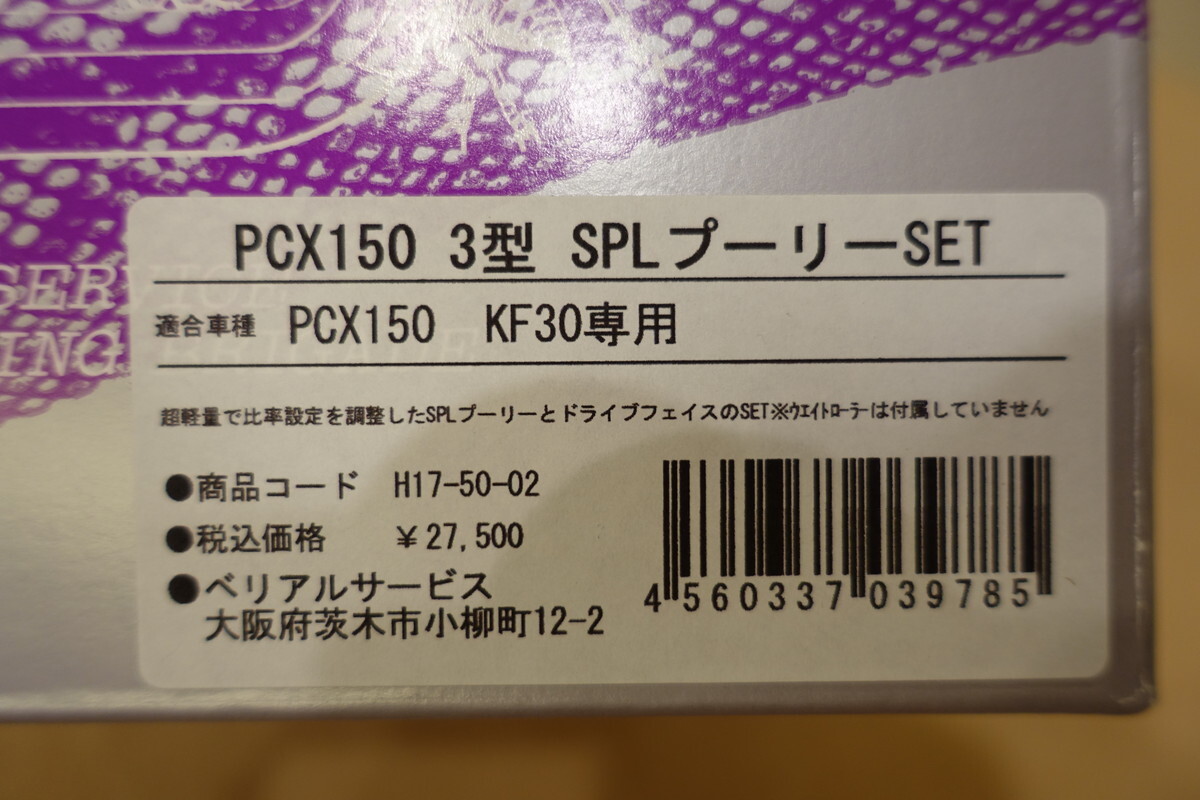 SERVICE
PCX150 3型 SPLプーリーSET
適合車種 PCX150 KF30専用
超軽量で比率設定を調整したSPLプーリーとドライブフェイスのSET※ウエイトローラーは付属していません
●商品コード H17-50-02
●税込価格 ￥27,500
●ベリアルサービス
大阪府茨木市小柳町12-2
4 560337 039785